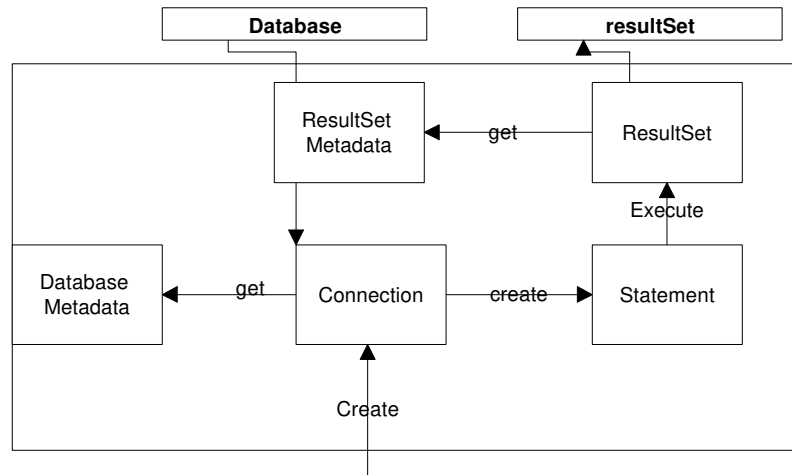 Database
resultSet
ResultSet
Metadata
get
ResultSet
Execute
Database
Metadata
get
Connection
create
Statement
Create